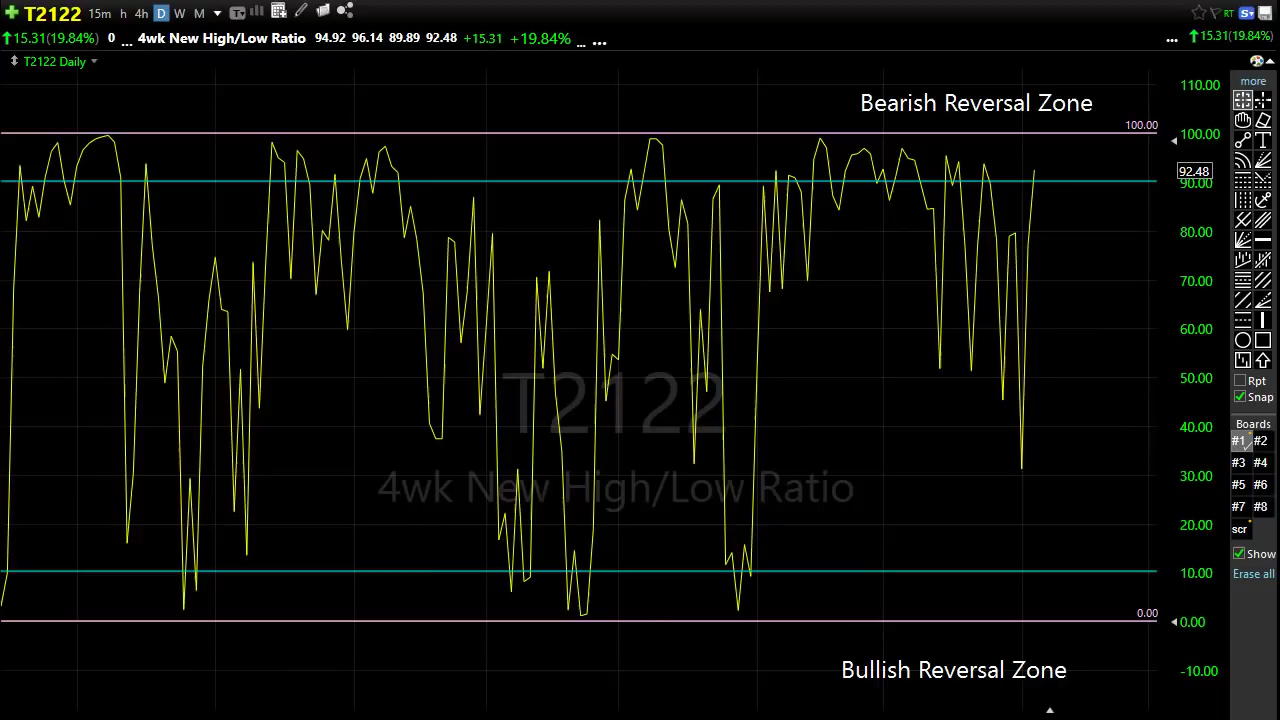 T2122 15m h 4h D W M T RT S
15.31(19.84%) 0 ... 4wk New High/Low Ratio 94.92 96.14 89.89 92.48 +15.31 +19.84% ... ... ... 15.31(19.84%)
T2122 Daily
more
110.00
Bearish Reversal Zone
100.00
100.00
92.48
90.00
80.00
70.00
60.00
50.00
40.00
30.00
20.00
10.00
0.00
0.00
-10.00
T2122
4wk New High/Low Ratio
Bullish Reversal Zone
Rpt
Snap
Boards
#1 #2
#3 #4
#5 #6
#7 #8
scr
Show
Erase all